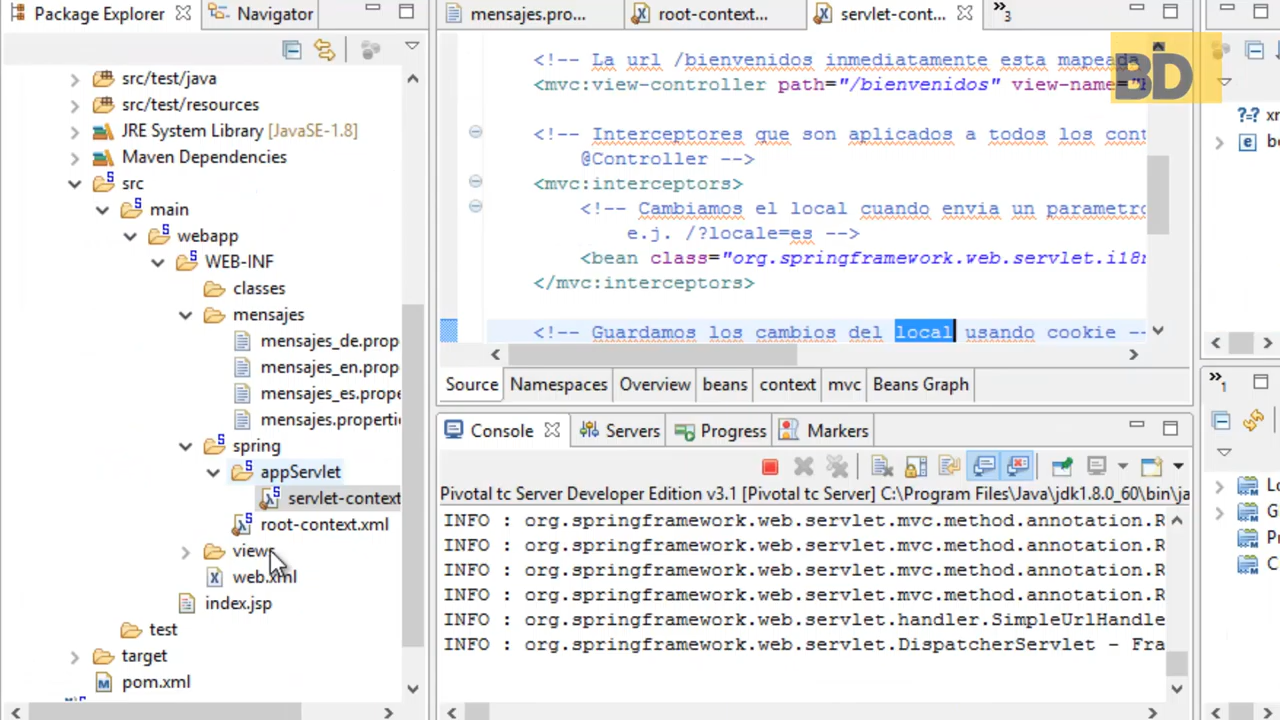 Package Explorer
Navigator
src/test/java
src/test/resources
JRE System Library [JavaSE-1.8]
Maven Dependencies
src
main
webapp
WEB-INF
classes
mensajes
mensajes_de.prop
mensajes_en.prop
mensajes_es.prope
mensajes.properti
spring
appServlet
servlet-context
root-context.xml
views
web.xml
index.jsp
test
target
pom.xml
mensajes.pro...
root-context...
servlet-cont...
3
BD
<!-- La url /bienvenidos inmediatamente esta mapeada
<mvc:view-controller path="/bienvenidos" view-name="
<!-- Interceptores que son aplicados a todos los cont
@Controller -->
<mvc:interceptors>
<!-- Cambiamos el local cuando envia un parametro
e.j. /?locale=es -->
<bean class="org.springframework.web.servlet.i18n
</mvc:interceptors>
<!-- Guardamos los cambios del local usando cookie --
Source Namespaces Overview beans context mvc Beans Graph
Console Servers Progress Markers
Pivotal tc Server Developer Edition v3.1 [Pivotal tc Server] C:\Program Files\Java\jdk1.8.0_60\bin\ja
INFO : org.springframework.web.servlet.mvc.method.annotation.R
INFO : org.springframework.web.servlet.mvc.method.annotation.R
INFO : org.springframework.web.servlet.mvc.method.annotation.R
INFO : org.springframework.web.servlet.mvc.method.annotation.R
INFO : org.springframework.web.servlet.handler.SimpleUrlHandle
INFO : org.springframework.web.servlet.DispatcherServlet - Fra
?=? xr
e be
1
Lo
G
Pr
C